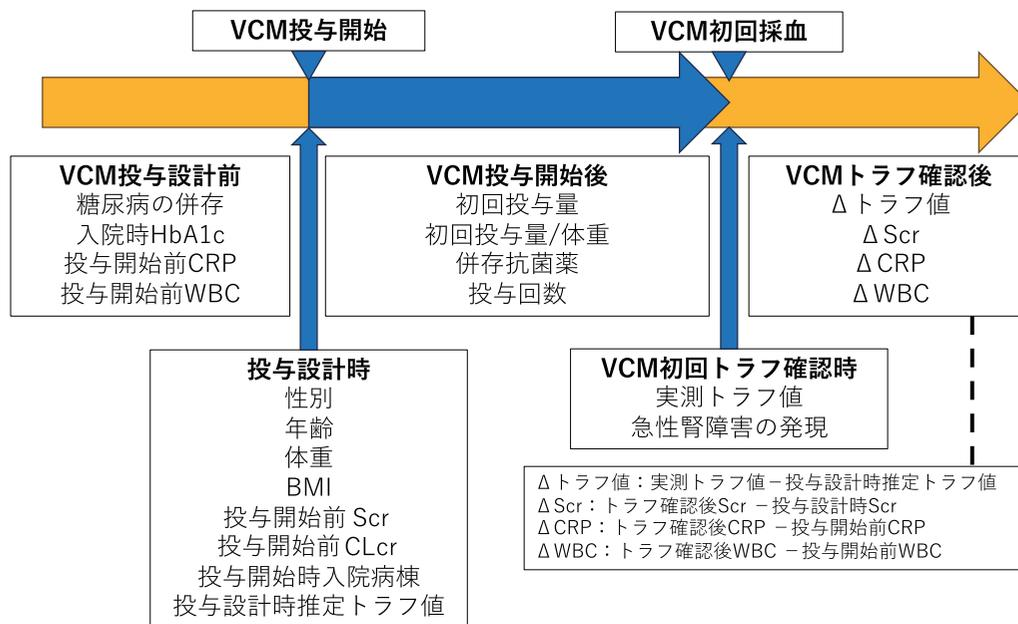 VCM投与開始
VCM初回採血
VCM投与設計前
糖尿病の併存
入院時HbA1c
投与開始前CRP
投与開始前WBC
VCM投与開始後
初回投与量
初回投与量/体重
併存抗菌薬
投与回数
VCMトラフ確認後
Δトラフ値
ΔScr
ΔCRP
ΔWBC
投与設計時
性別
年齢
体重
BMI
投与開始前 Scr
投与開始前CLcr
投与開始時入院病棟
投与設計時推定トラフ値
VCM初回トラフ確認時
実測トラフ値
急性腎障害の発現
Δトラフ値：実測トラフ値－投与設計時推定トラフ値
ΔScr：トラフ確認後Scr －投与設計時Scr
ΔCRP：トラフ確認後CRP －投与開始前CRP
ΔWBC：トラフ確認後WBC －投与開始前WBC